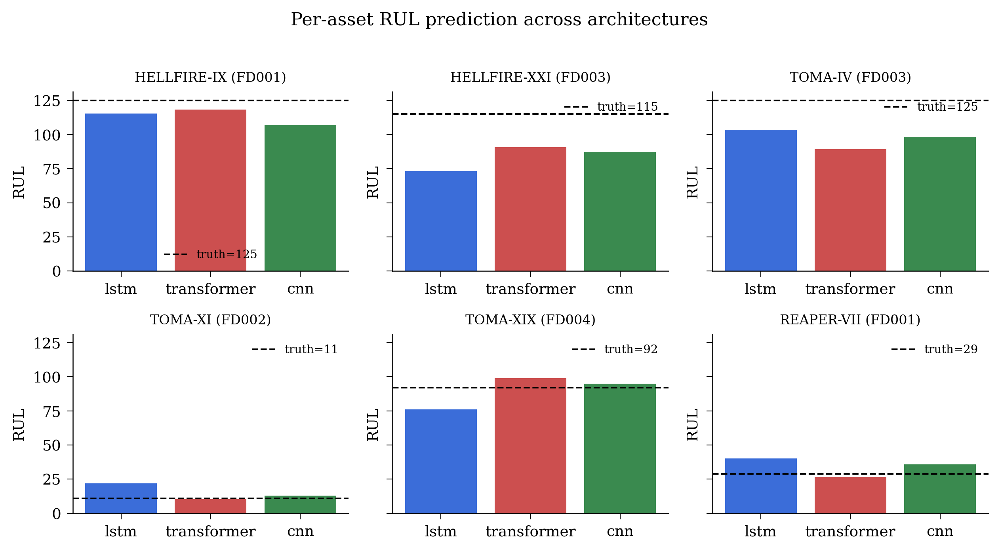 Per-asset RUL prediction across architectures
HELLFIRE-IX (FD001)
RUL
125
100
75
50
25
0
truth=125
lstm
transformer
cnn
HELLFIRE-XXI (FD003)
RUL
truth=115
lstm
transformer
cnn
TOMA-IV (FD003)
RUL
truth=125
lstm
transformer
cnn
TOMA-XI (FD002)
RUL
125
100
75
50
25
0
truth=11
lstm
transformer
cnn
TOMA-XIX (FD004)
RUL
truth=92
lstm
transformer
cnn
REAPER-VII (FD001)
RUL
truth=29
lstm
transformer
cnn